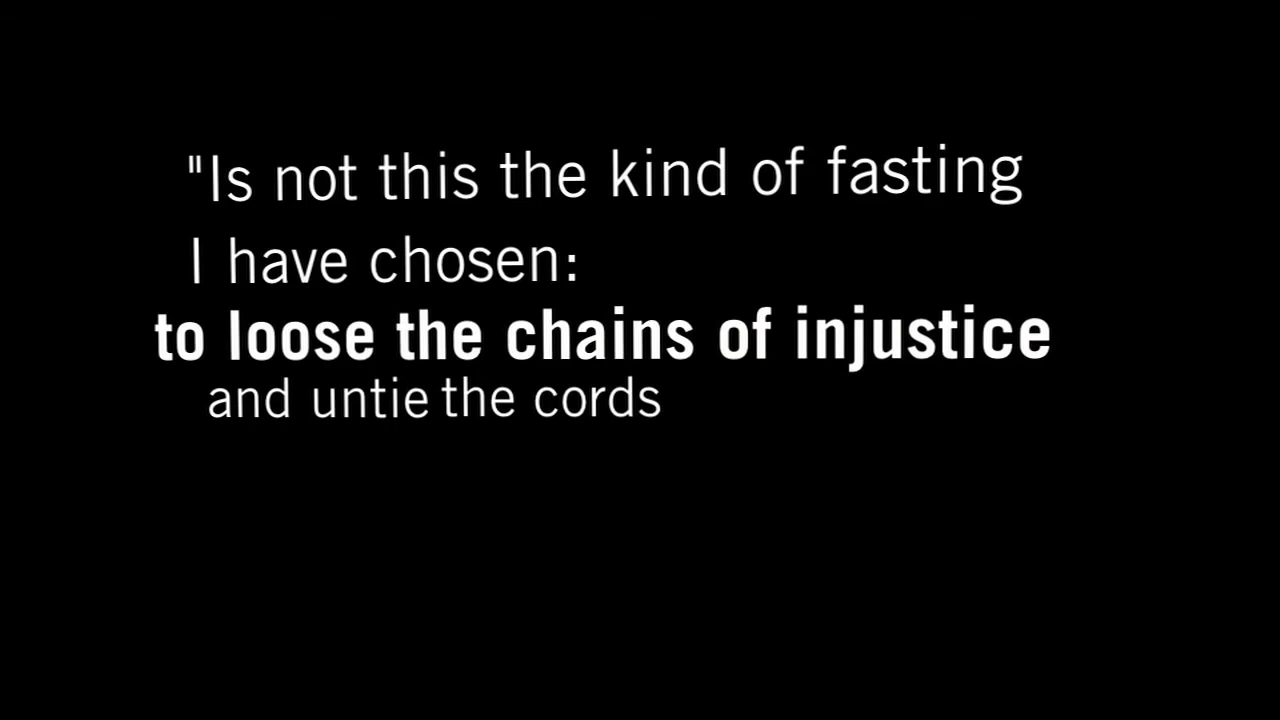 "Is not this the kind of fasting
I have chosen:
to loose the chains of injustice
and untie the cords